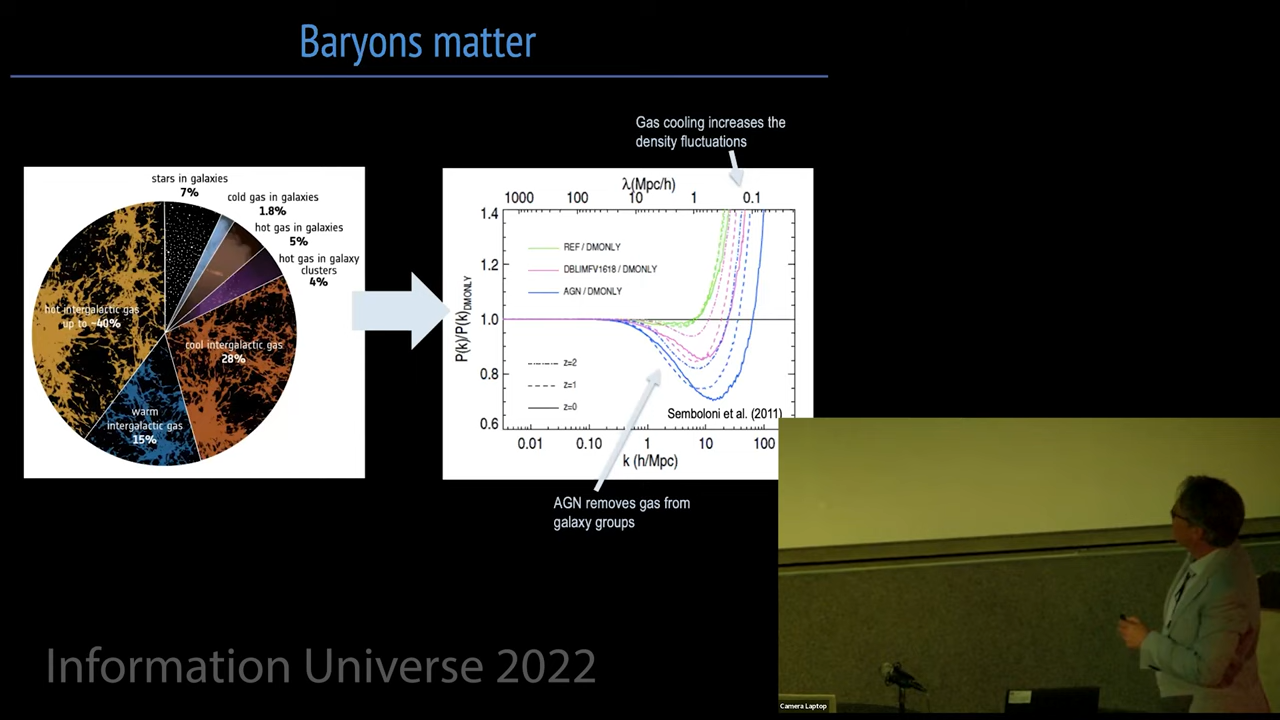 Baryons matter
Gas cooling increases the
density fluctuations
stars in galaxies
7%
cold gas in galaxies
1.8%
hot gas in galaxies
5%
hot gas in galaxy
clusters
4%
hot intergalactic gas
up to ~40%
cool intergalactic gas
28%
warm
intergalactic gas
15%
λ(Mpc/h)
1000 100 10 1 0.1
1.4
1.2
1.0
0.8
0.6
P(k)/P(k)DMONLY
REF / DMONLY
DBLIMFV1618 / DMONLY
AGN / DMONLY
z=2
z=1
z=0
Semboloni et al. (2011)
0.01 0.10 1 10 100
k (h/Mpc)
AGN removes gas from
galaxy groups
Information Universe 2022
Camera Laptop